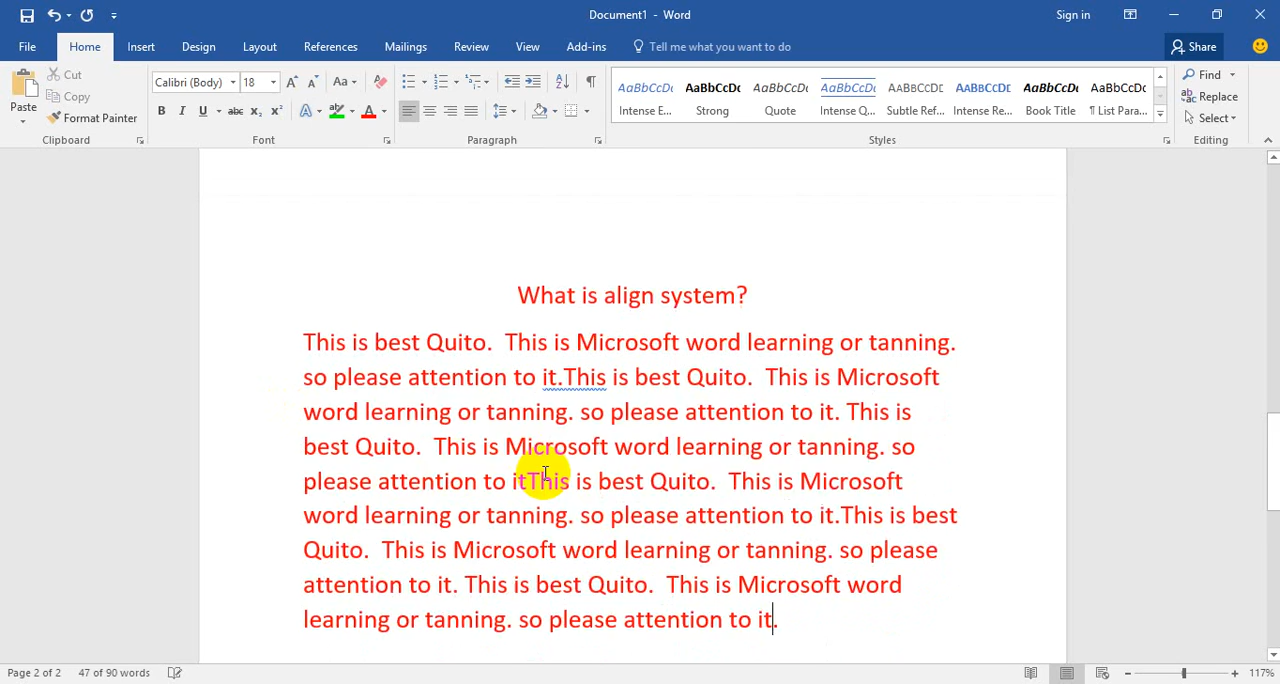 Document1 - Word
Sign in
File Home Insert Design Layout References Mailings Review View Add-ins Tell me what you want to do Share
Paste
Cut
Copy
Format Painter
Calibri (Body) 18
AaBbCcDc AaBbCcDc AaBbCcDc AaBbCcDc AaBbCcDc AaBbCcDc AaBbCcDc AaBbCcDc
Intense E... Strong Quote Intense Q... Subtle Ref... Intense Re... Book Title ¶ List Para...
Find
Replace
Select
Clipboard Font Paragraph Styles Editing
What is align system?
This is best Quito.  This is Microsoft word learning or tanning.
so please attention to it.This is best Quito.  This is Microsoft
word learning or tanning. so please attention to it. This is
best Quito.  This is Microsoft word learning or tanning. so
please attention to itThis is best Quito.  This is Microsoft
word learning or tanning. so please attention to it.This is best
Quito.  This is Microsoft word learning or tanning. so please
attention to it. This is best Quito.  This is Microsoft word
learning or tanning. so please attention to it.
Page 2 of 2 47 of 90 words 117%